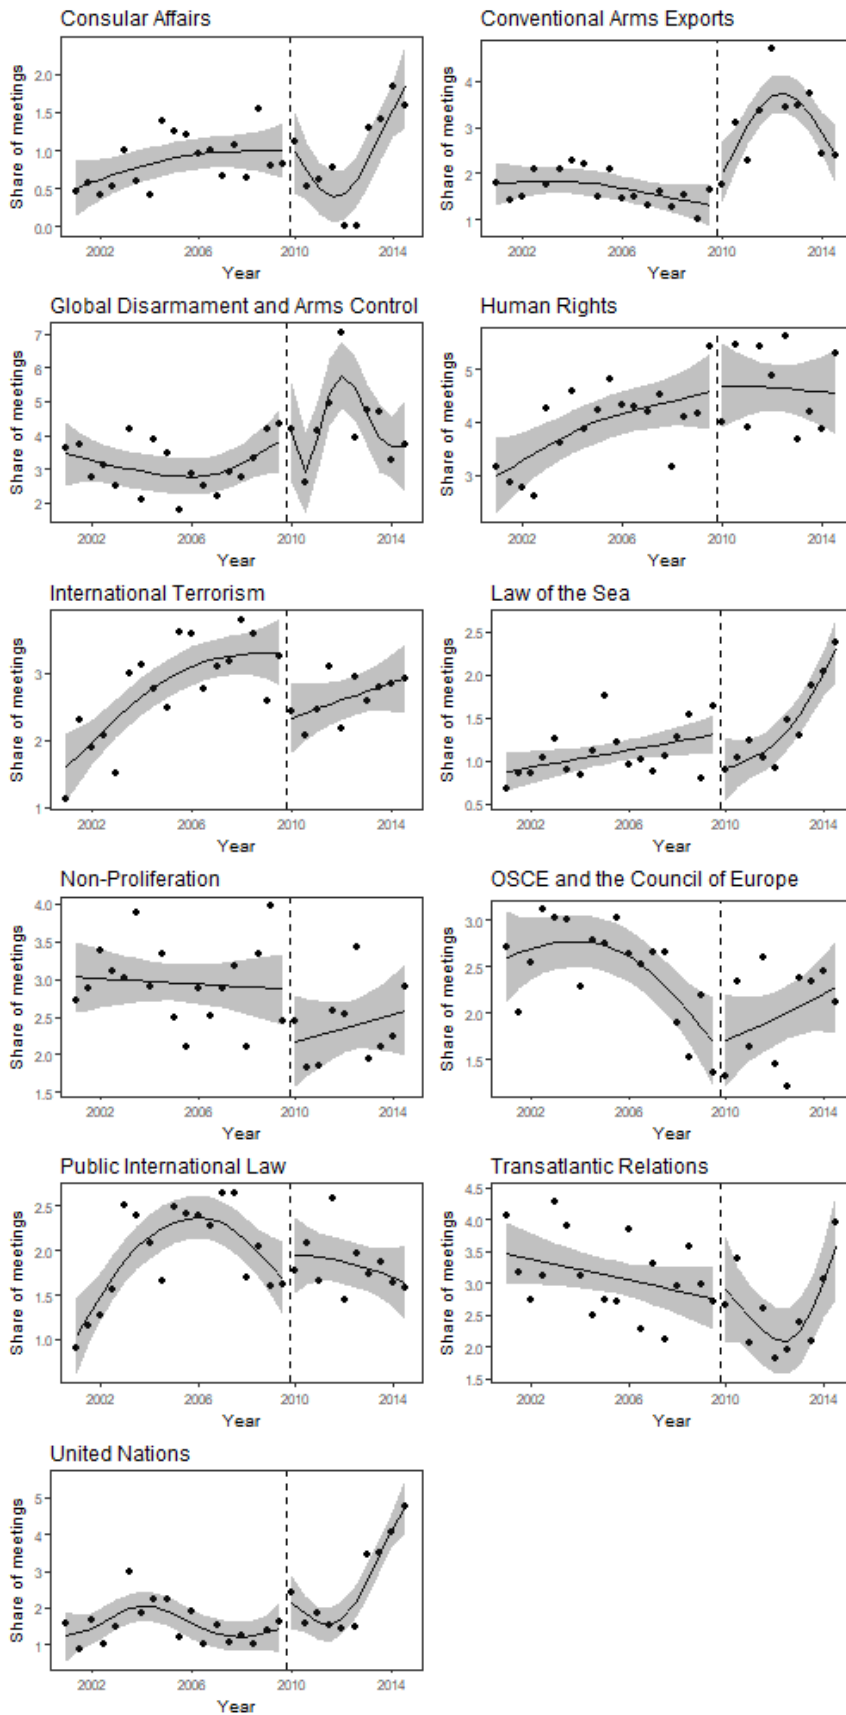 Consular Affairs
Share of meetings
2.0
1.5
1.0
0.5
0.0
2002 2006 2010 2014
Year
Conventional Arms Exports
Share of meetings
4
3
2
1
2002 2006 2010 2014
Year
Global Disarmament and Arms Control
Share of meetings
7
6
5
4
3
2
2002 2006 2010 2014
Year
Human Rights
Share of meetings
5
4
3
2002 2006 2010 2014
Year
International Terrorism
Share of meetings
3
2
1
2002 2006 2010 2014
Year
Law of the Sea
Share of meetings
2.5
2.0
1.5
1.0
0.5
2002 2006 2010 2014
Year
Non-Proliferation
Share of meetings
4.0
3.5
3.0
2.5
2.0
1.5
2002 2006 2010 2014
Year
OSCE and the Council of Europe
Share of meetings
3.0
2.5
2.0
1.5
2002 2006 2010 2014
Year
Public International Law
Share of meetings
2.5
2.0
1.5
1.0
2002 2006 2010 2014
Year
Transatlantic Relations
Share of meetings
4.5
4.0
3.5
3.0
2.5
2.0
1.5
2002 2006 2010 2014
Year
United Nations
Share of meetings
5
4
3
2
1
2002 2006 2010 2014
Year